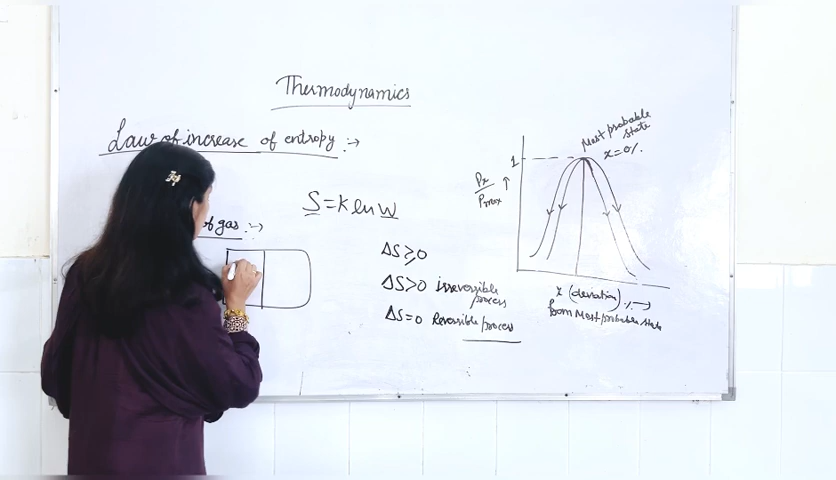 Thermodynamics
Law of increase of entropy :→
of gas :→
S = K ln W
ΔS ≥ 0
ΔS > 0 irreversible process
ΔS = 0 Reversible process
Most probable state
x = 0%
1
Px/Pmax ↑
x (deviation) % →
from Most probable state